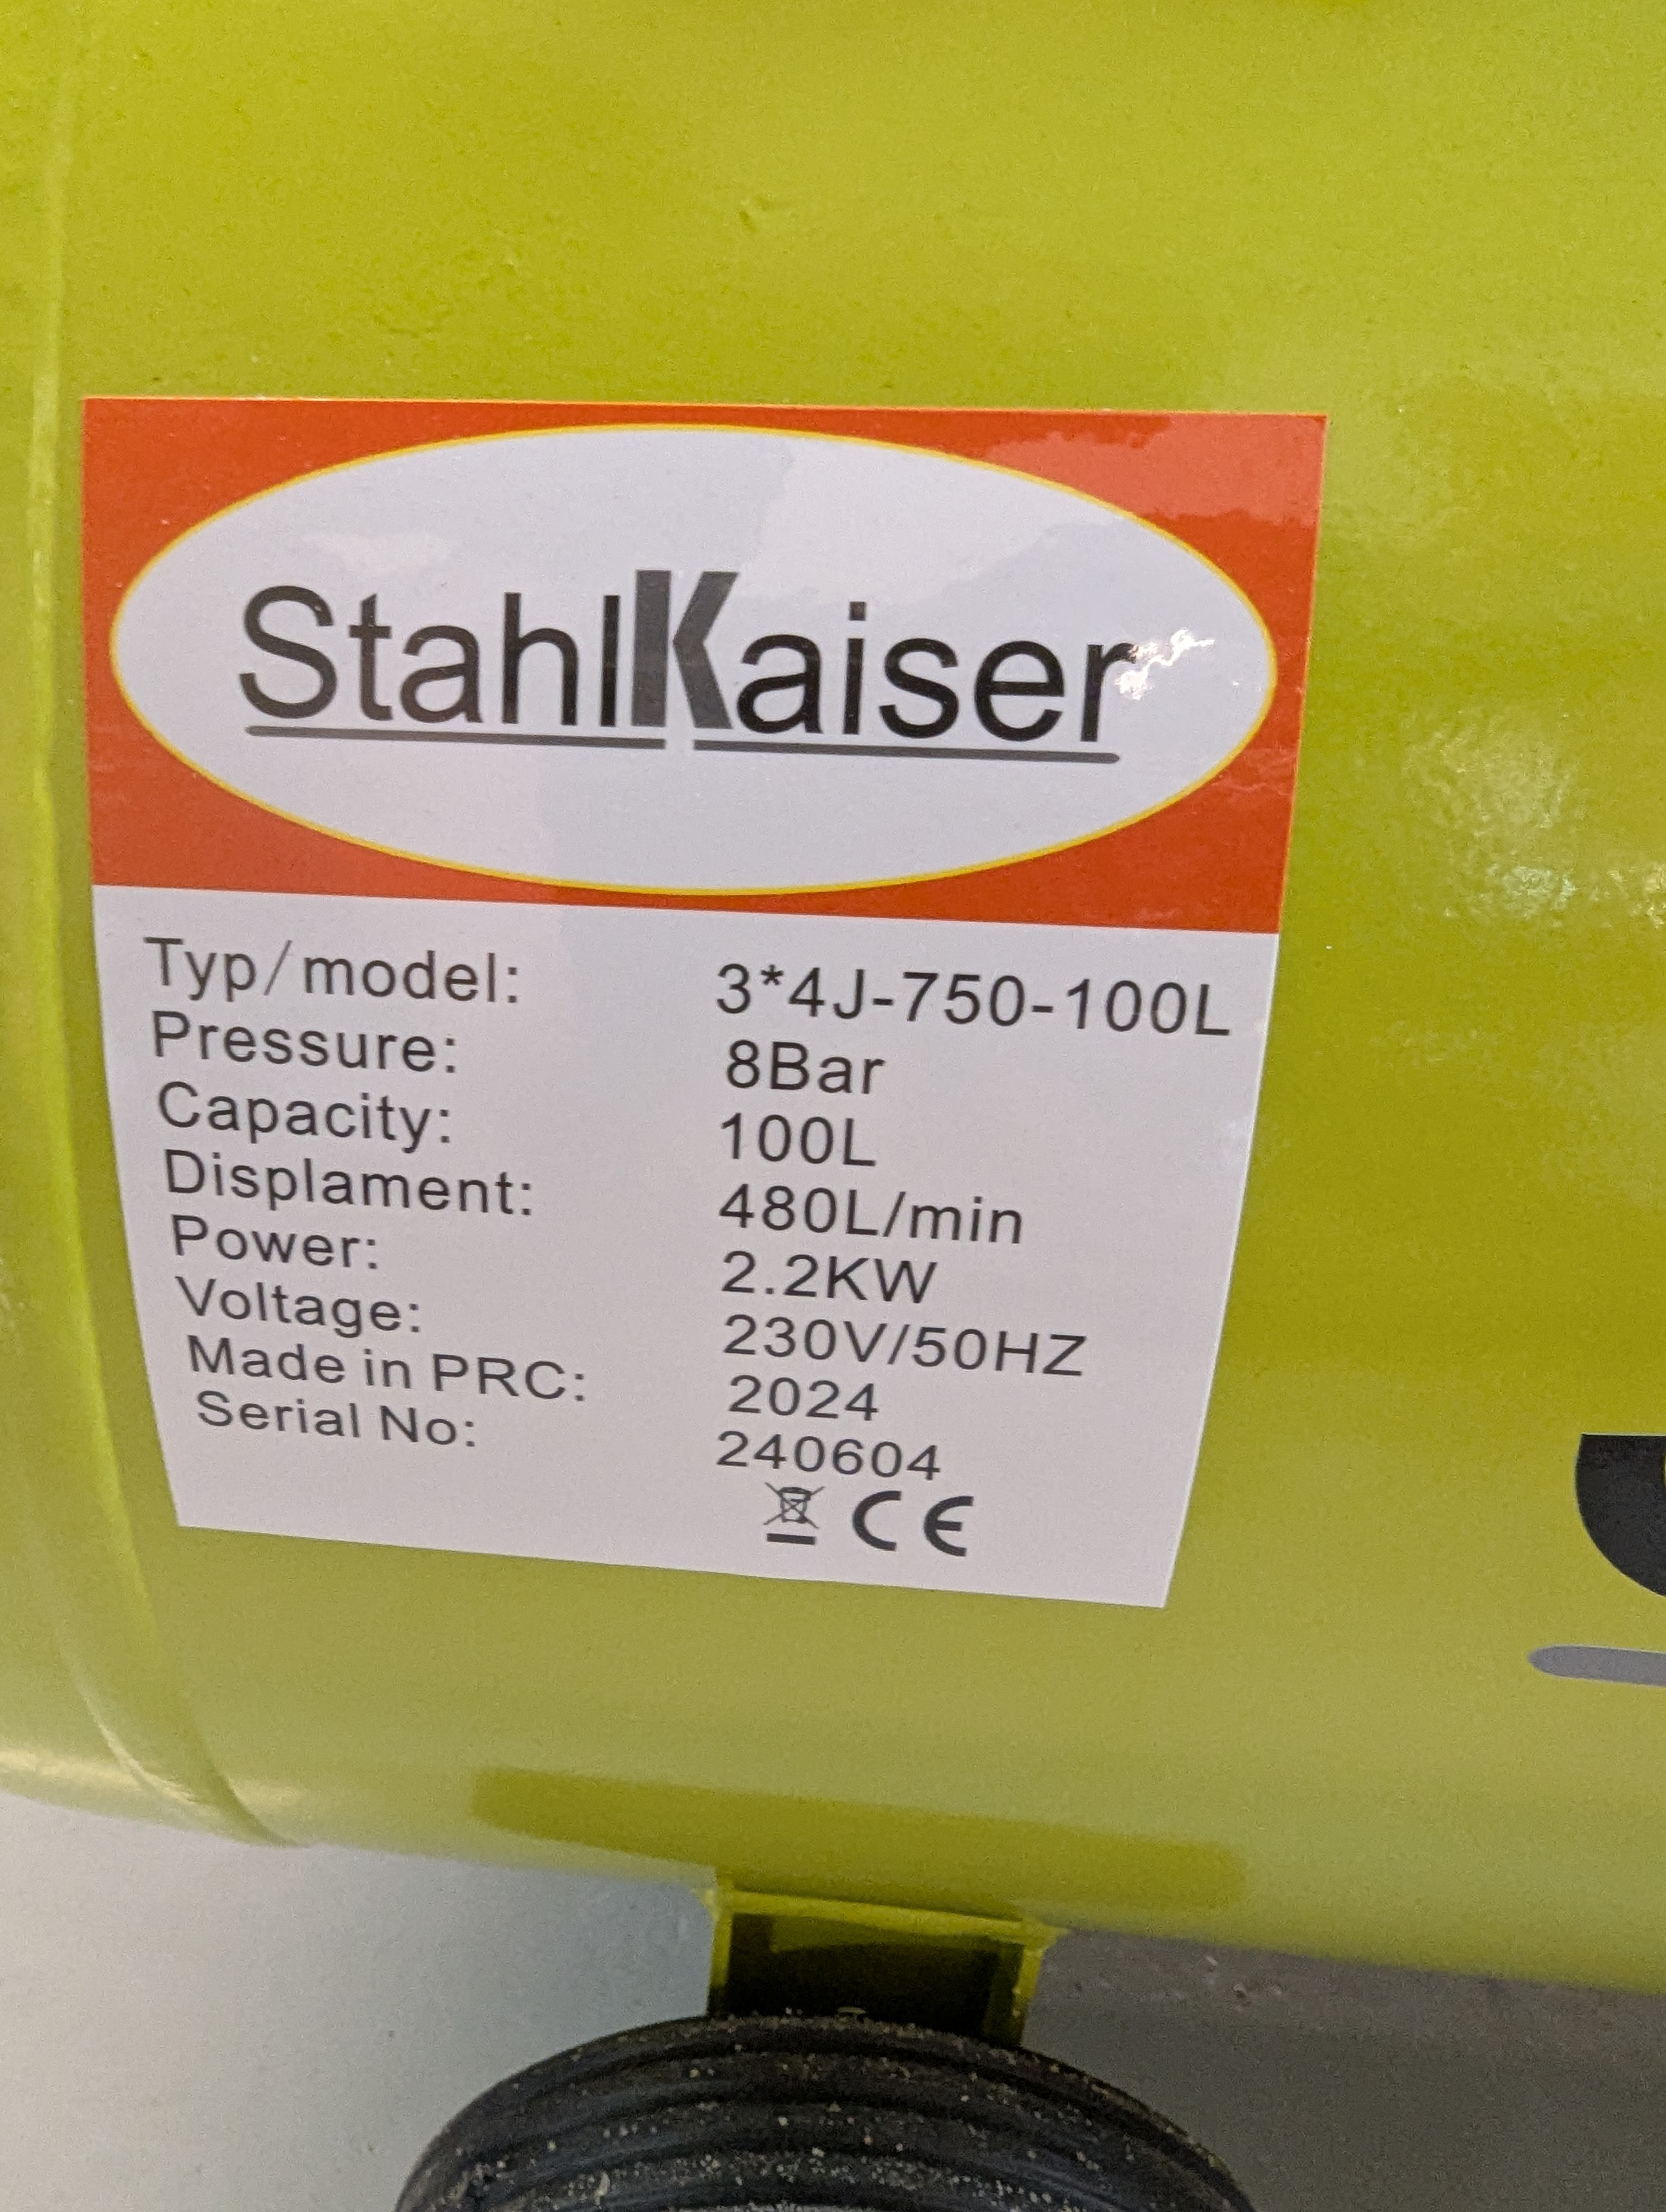 StahlKaiser
Typ/model: 3*4J-750-100L
Pressure: 8Bar
Capacity: 100L
Displament: 480L/min
Power: 2.2KW
Voltage: 230V/50HZ
Made in PRC: 2024
Serial No: 240604
CE